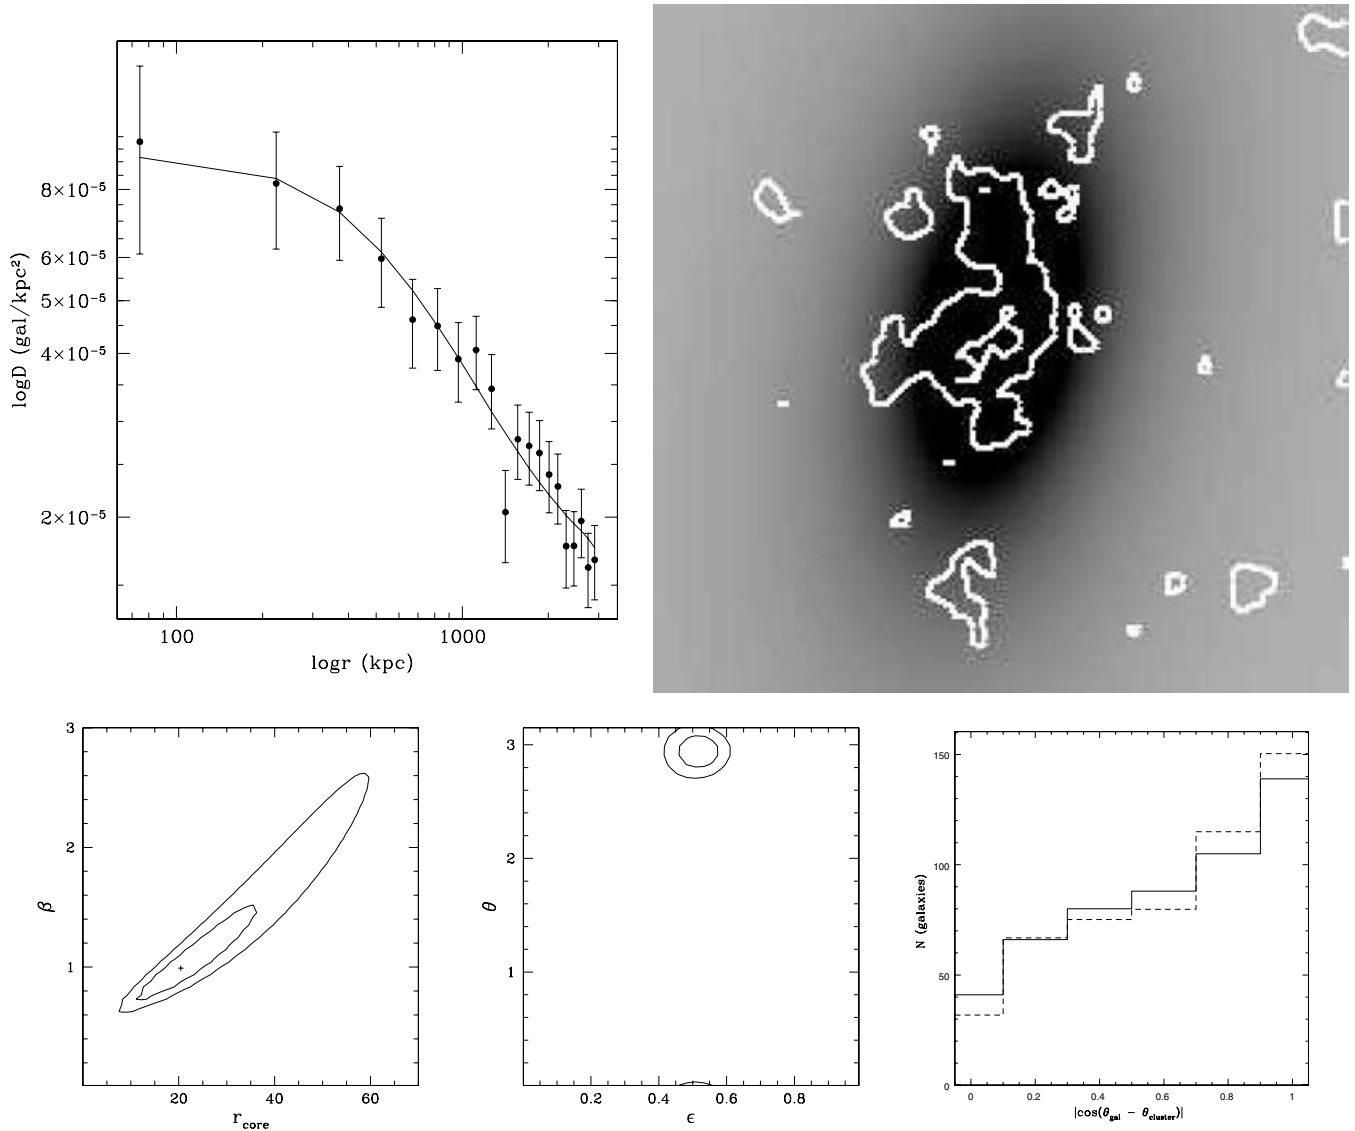 8×10⁻⁵
6×10⁻⁵
5×10⁻⁵
4×10⁻⁵
2×10⁻⁵
logD (gal/kpc²)
100 1000
logr (kpc)
3
2
1
β
20 40 60
r_core
3
2
1
θ
0.2 0.4 0.6 0.8
ϵ
150
100
50
0
N (galaxies)
0 0.2 0.4 0.6 0.8 1
|cos(θ_gal − θ_cluster)|